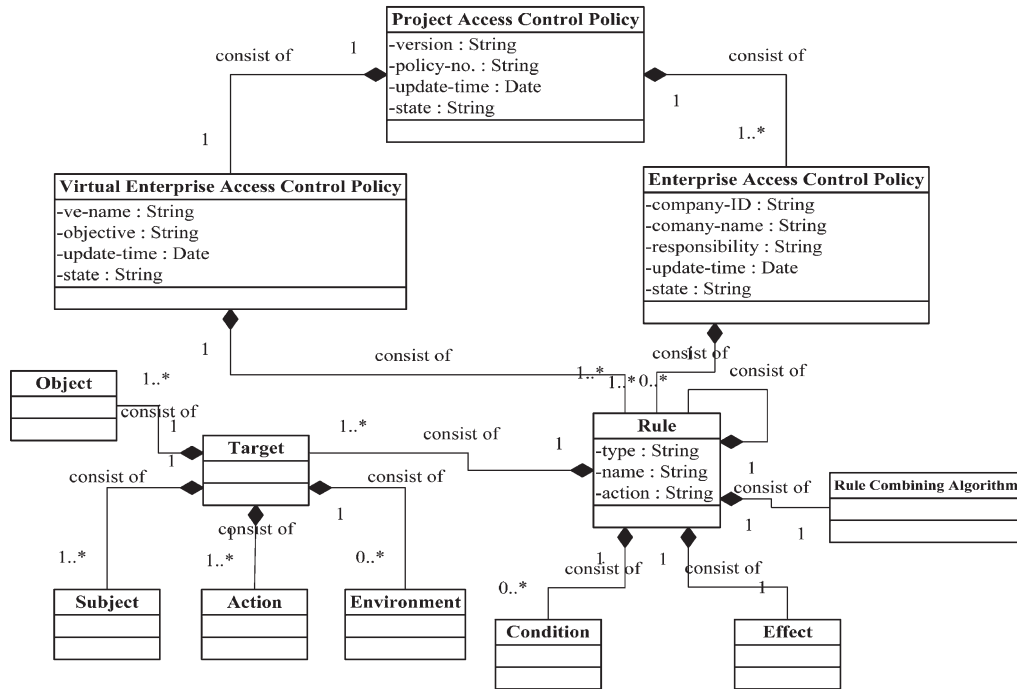 Project Access Control Policy
-version : String
-policy-no. : String
-update-time : Date
-state : String
consist of
1
1
consist of
1
1..*
Virtual Enterprise Access Control Policy
-ve-name : String
-objective : String
-update-time : Date
-state : String
Enterprise Access Control Policy
-company-ID : String
-comany-name : String
-responsibility : String
-update-time : Date
-state : String
1
consist of
1..*
consist of
1
1..*
0..*
consist of
1
Object
1..*
consist of
1
Target
1..*
consist of
1
Rule
-type : String
-name : String
-action : String
1
consist of
1..*
consist of
1
1..*
consist of
1
0..*
consist of
1
1
Rule Combining Algorithm
1
consist of
0..*
1
consist of
1
Subject
Action
Environment
Condition
Effect